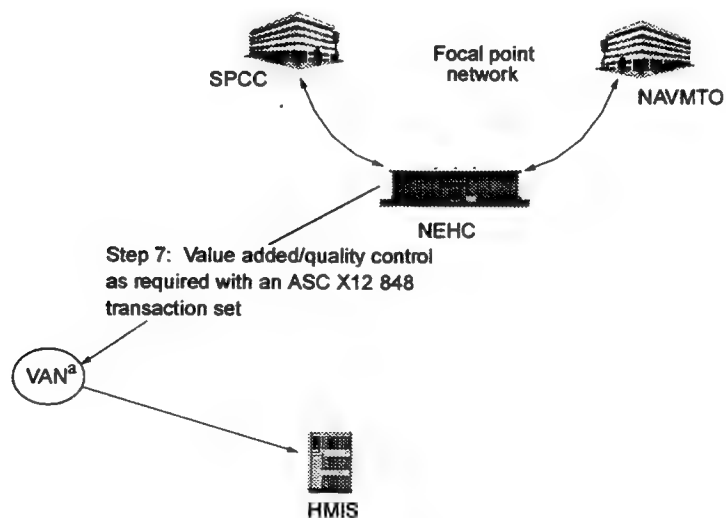 SPCC
Focal point
network
NAVMTO
NEHC
Step 7: Value added/quality control
as required with an ASC X12 848
transaction set
VANᵃ
HMIS